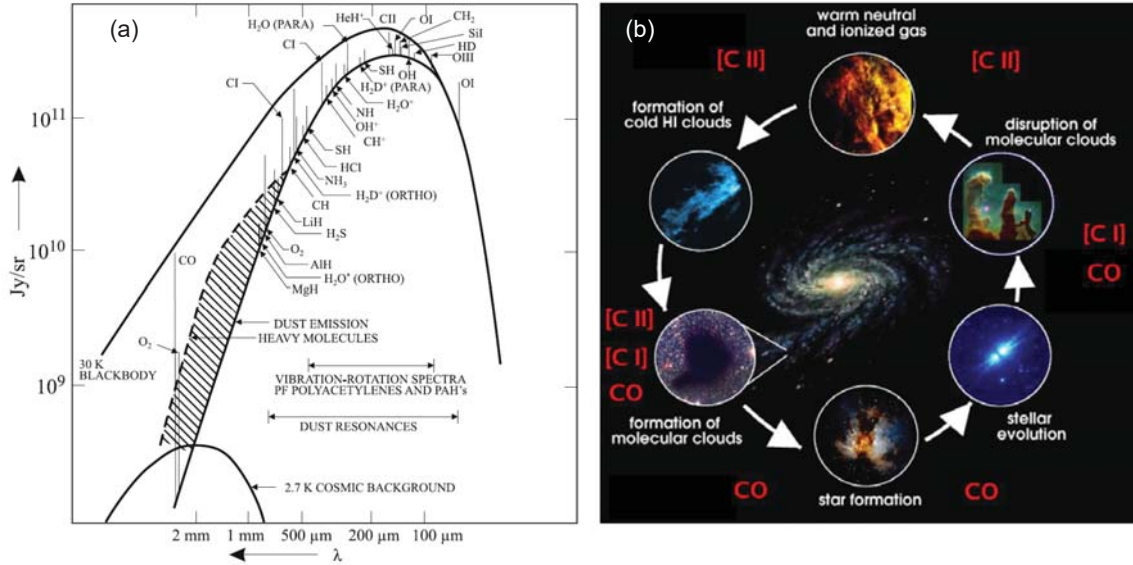 (a)
H₂O (PARA)
HeH⁺
CII
OI
CH₂
SiI
HD
OIII
CI
SH
OH
OI
H₂D⁺ (PARA)
CI
H₂O⁺
NH
OH⁺
CH⁺
SH
HCl
NH₃
H₂D⁺ (ORTHO)
CH
LiH
H₂S
O₂
AlH
H₂O⁺ (ORTHO)
MgH
CO
O₂
DUST EMISSION
HEAVY MOLECULES
30 K
BLACKBODY
VIBRATION-ROTATION SPECTRA
PF POLYACETYLENES AND PAH's
DUST RESONANCES
2.7 K COSMIC BACKGROUND
10¹¹
10¹⁰
10⁹
Jy/sr
2 mm
1 mm
500 μm
200 μm
100 μm
λ
(b)
warm neutral
and ionized gas
[C II]
[C II]
formation of
cold HI clouds
disruption of
molecular clouds
[C I]
CO
[C II]
[C I]
CO
formation of
molecular clouds
stellar
evolution
CO
star formation
CO